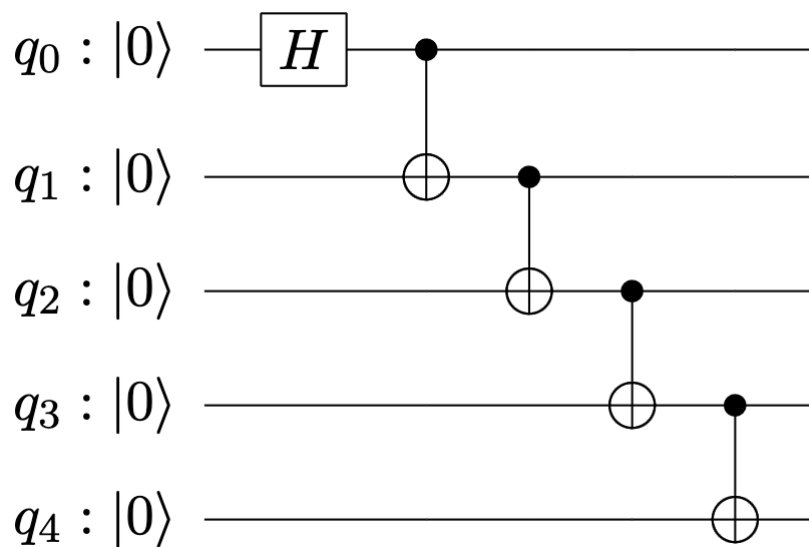 q₀ : |0⟩ H
q₁ : |0⟩
q₂ : |0⟩
q₃ : |0⟩
q₄ : |0⟩